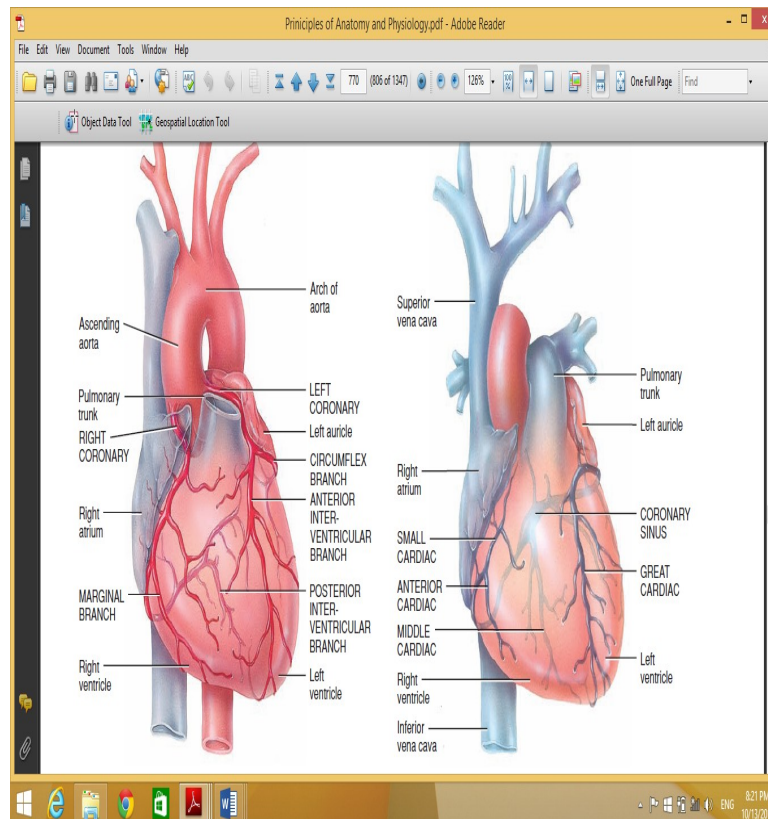 Priniciples of Anatomy and Physiology.pdf - Adobe Reader
File Edit View Document Tools Window Help
770 (806 of 1347) 126% One Full Page Find
Object Data Tool Geospatial Location Tool
Arch of
aorta
Ascending
aorta
Pulmonary
trunk
LEFT
CORONARY
RIGHT
CORONARY
Left auricle
CIRCUMFLEX
BRANCH
ANTERIOR
INTER-
VENTRICULAR
BRANCH
Right
atrium
MARGINAL
BRANCH
POSTERIOR
INTER-
VENTRICULAR
BRANCH
Right
ventricle
Left
ventricle
Superior
vena cava
Pulmonary
trunk
Left auricle
Right
atrium
CORONARY
SINUS
SMALL
CARDIAC
GREAT
CARDIAC
ANTERIOR
CARDIAC
MIDDLE
CARDIAC
Left
ventricle
Right
ventricle
Inferior
vena cava
ENG
8:21 PM